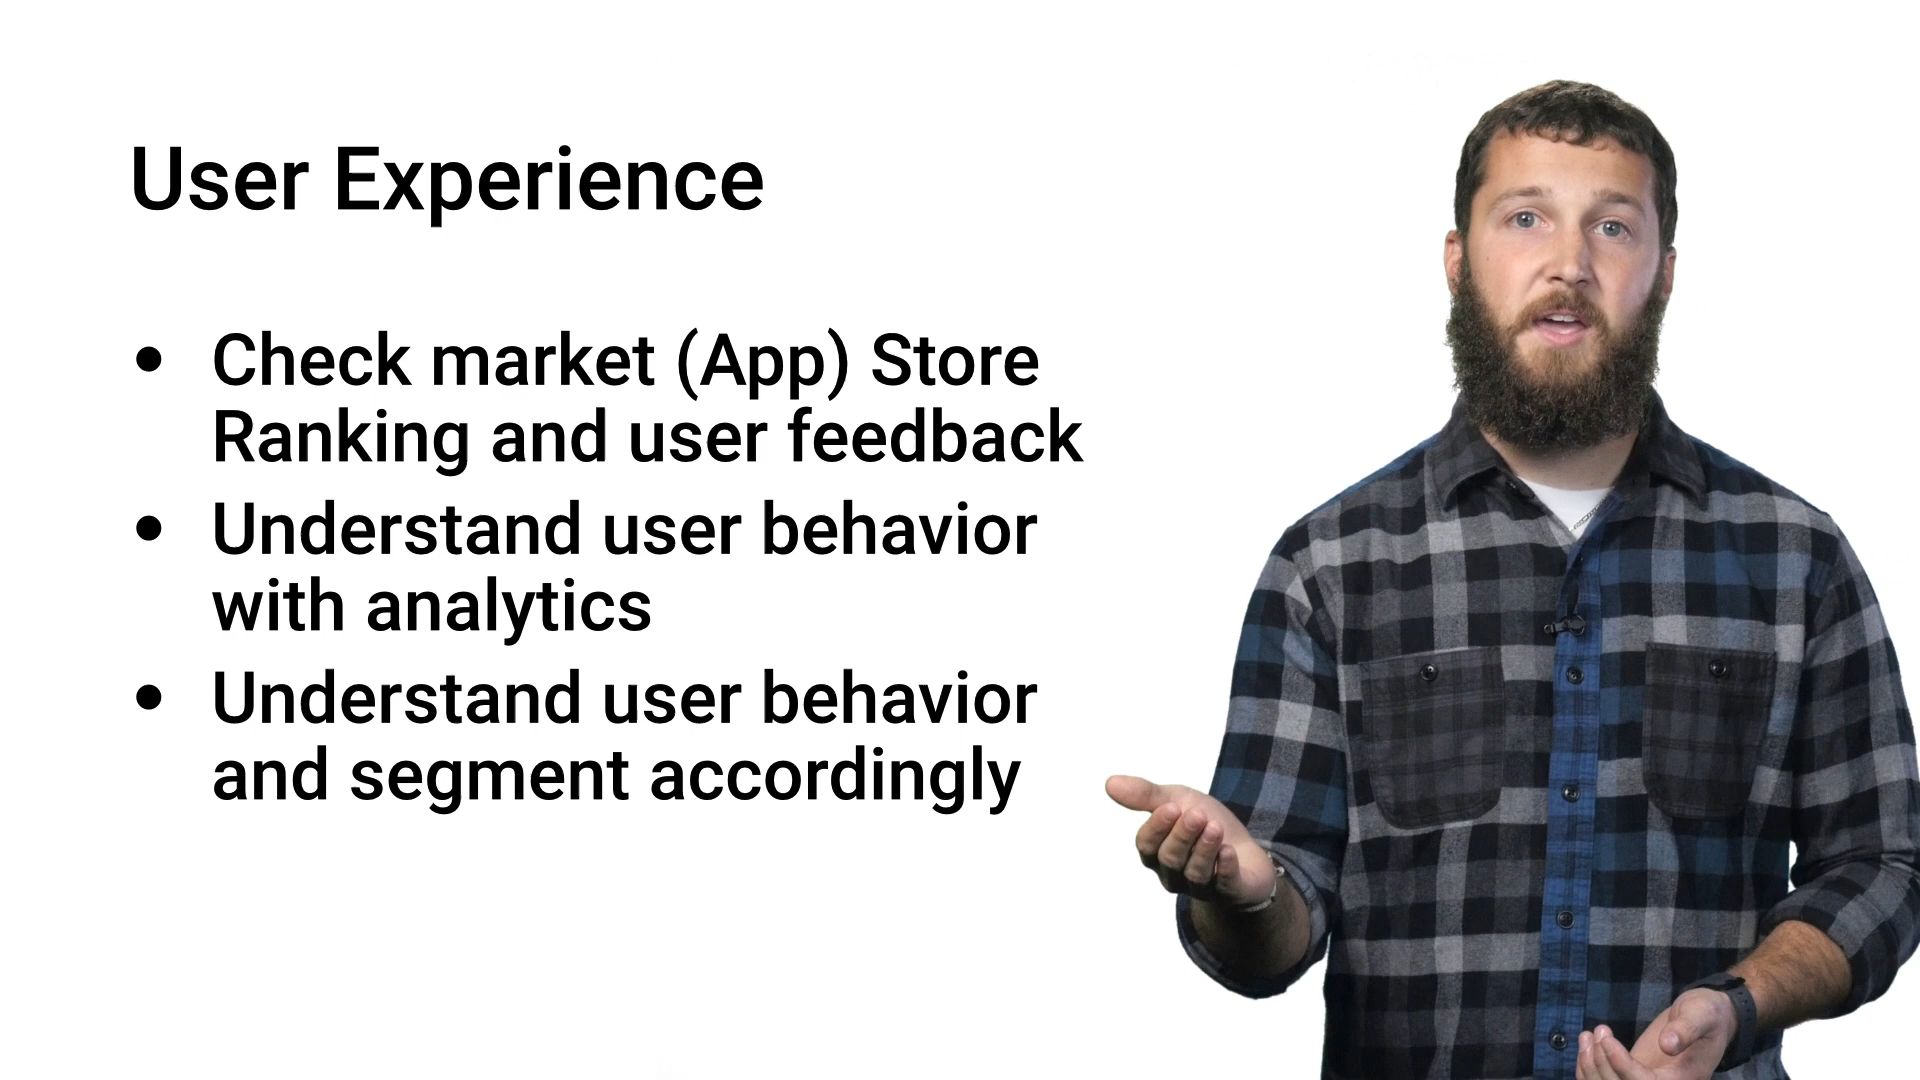 User Experience
• Check market (App) Store
Ranking and user feedback
• Understand user behavior
with analytics
• Understand user behavior
and segment accordingly